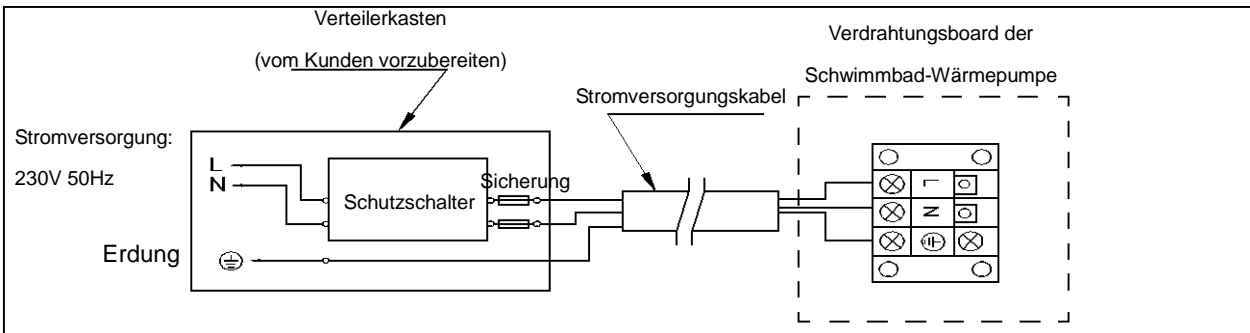 Verteilerkasten
(vom Kunden vorzubereiten)
Verdrahtungsboard der
Schwimmbad-Wärmepumpe
Stromversorgungskabel
Stromversorgung:
230V 50Hz
L
N
Schutzschalter
Sicherung
Erdung
L
N